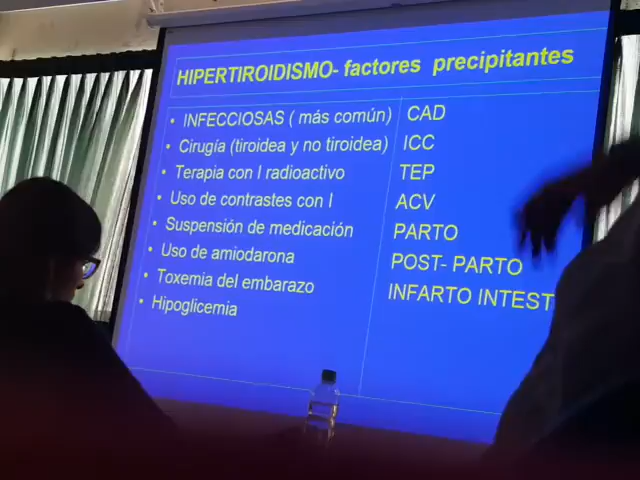 HIPERTIROIDISMO- factores precipitantes
• INFECCIOSAS ( más común)
• Cirugía (tiroidea y no tiroidea)
• Terapia con I radioactivo
• Uso de contrastes con I
• Suspensión de medicación
• Uso de amiodarona
• Toxemia del embarazo
• Hipoglicemia
CAD
ICC
TEP
ACV
PARTO
POST- PARTO
INFARTO INTEST